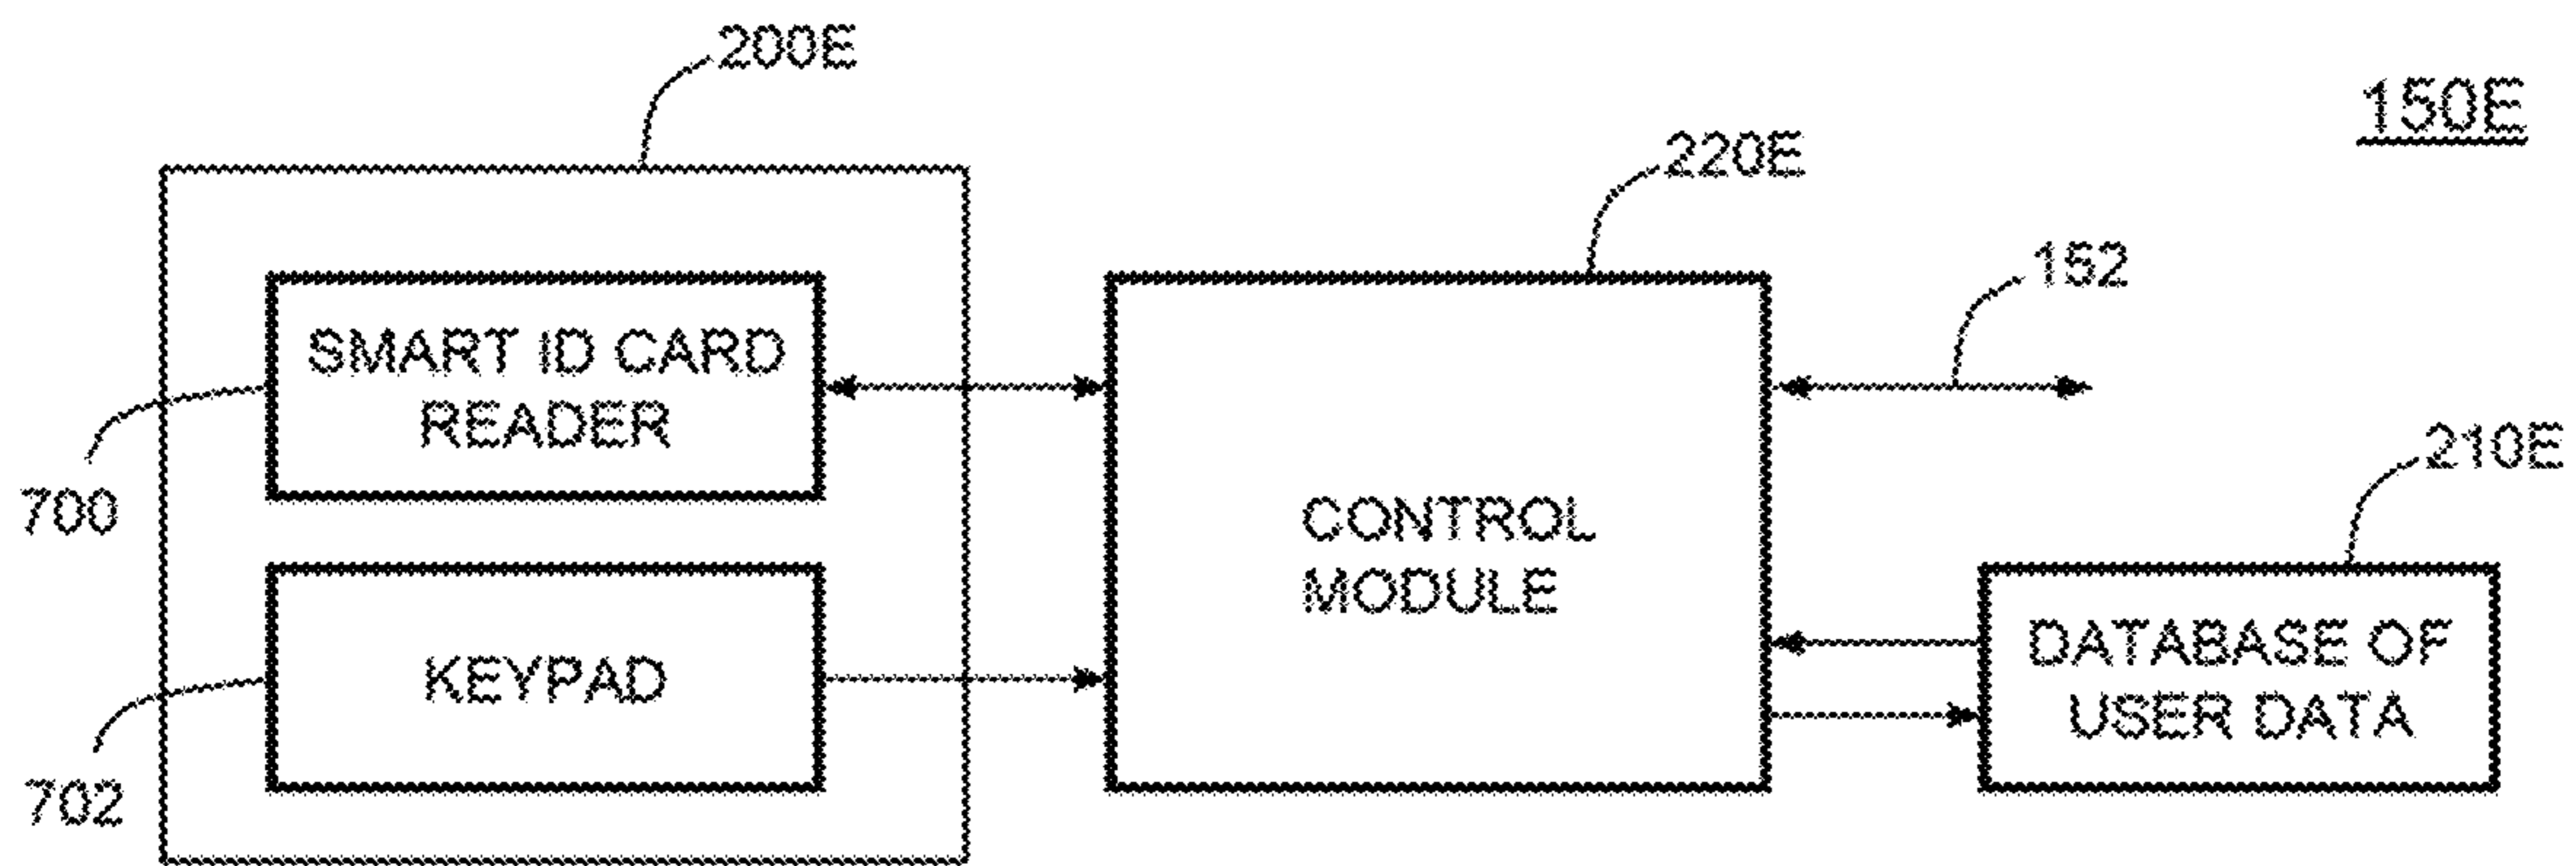 200E
150E
220E
152
SMART ID CARD
READER
210E
700
CONTROL
MODULE
DATABASE OF
USER DATA
KEYPAD
702